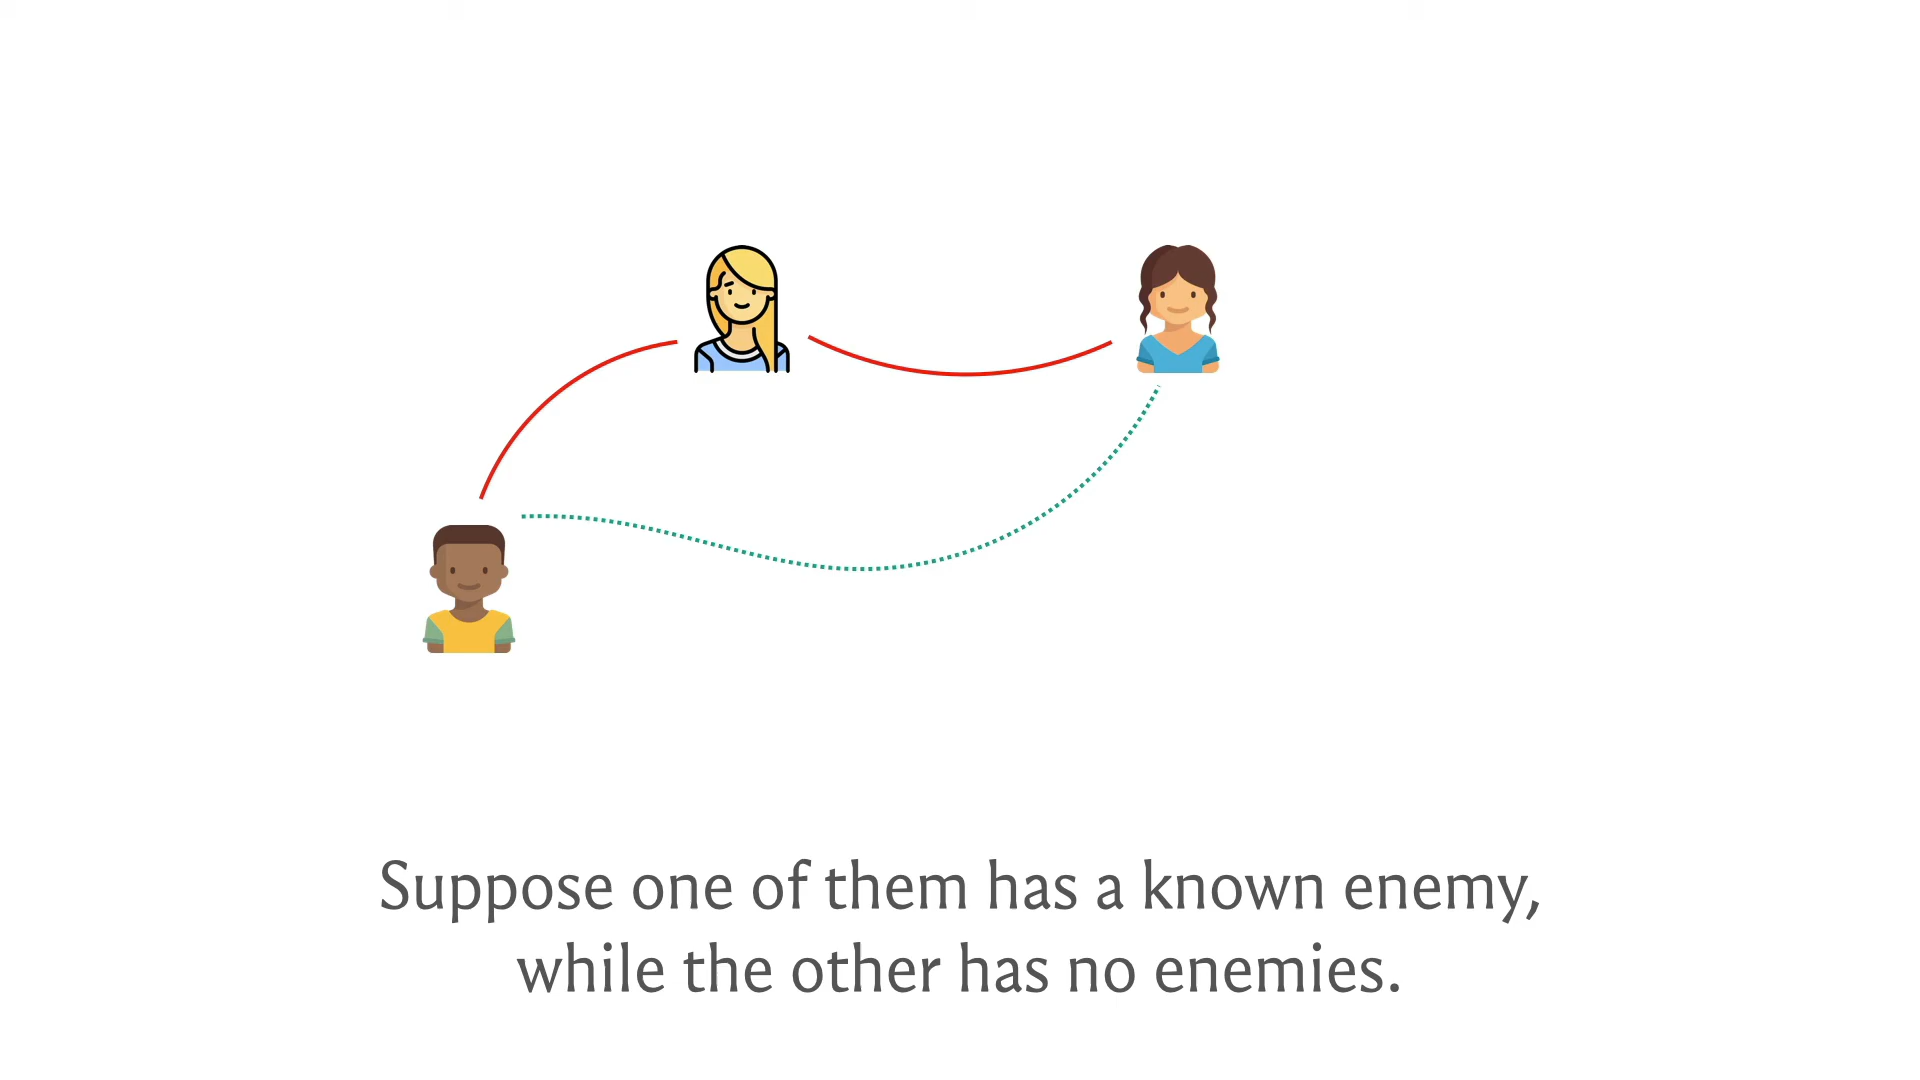 Suppose one of them has a known enemy,
while the other has no enemies.